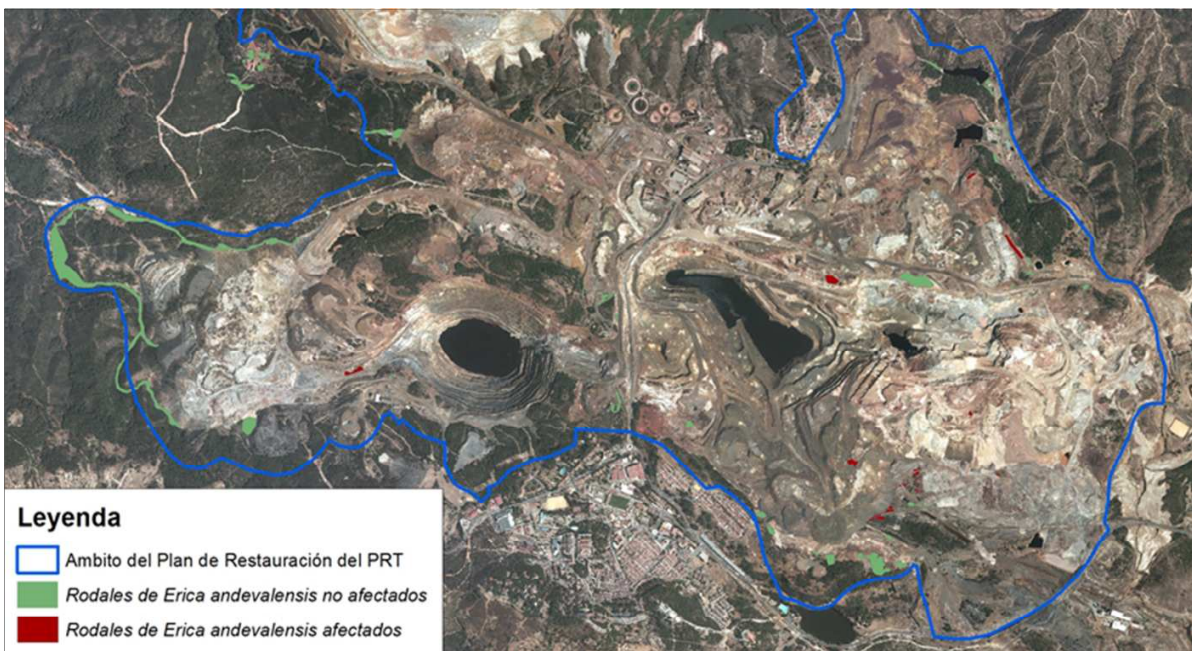 Leyenda
Ambito del Plan de Restauración del PRT
Rodales de Erica andevalensis no afectados
Rodales de Erica andevalensis afectados